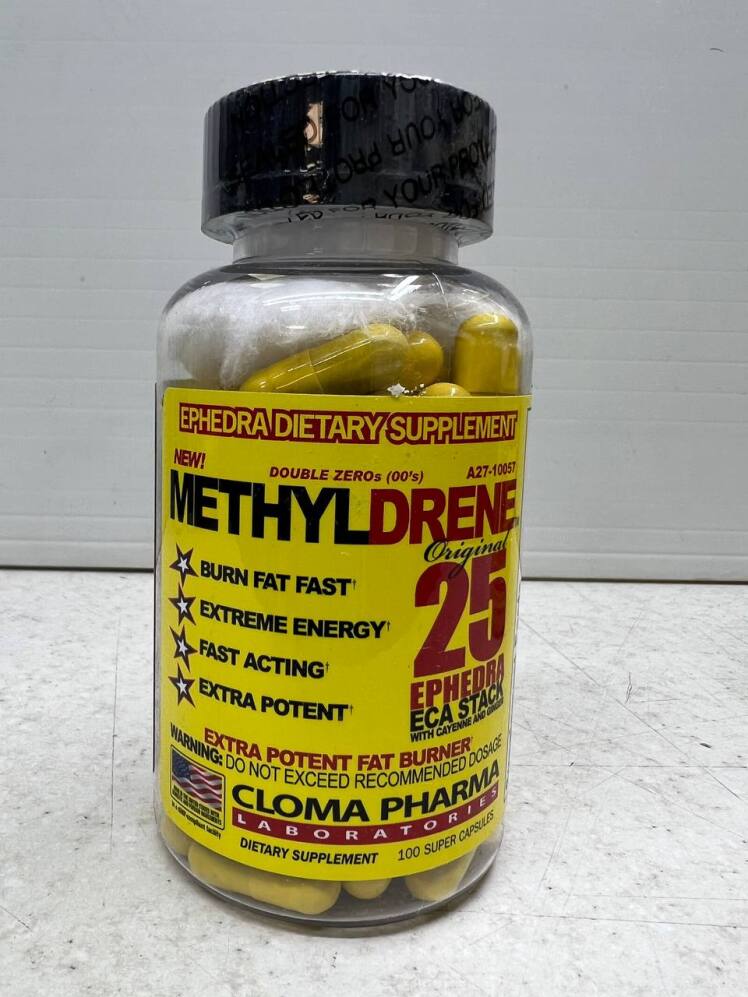 SEALED FOR YOUR PRO
EPHEDRA DIETARY SUPPLEMENT
NEW!
DOUBLE ZEROs (00's)
A27-10057
METHYLDRENE
Original
25
EPHEDRA
ECA STACK
WITH CAYENNE AND GINGER
BURN FAT FAST†
EXTREME ENERGY†
FAST ACTING†
EXTRA POTENT†
EXTRA POTENT FAT BURNER†
WARNING: DO NOT EXCEED RECOMMENDED DOSAGE
CLOMA PHARMA
LABORATORIES
DIETARY SUPPLEMENT
100 SUPER CAPSULES